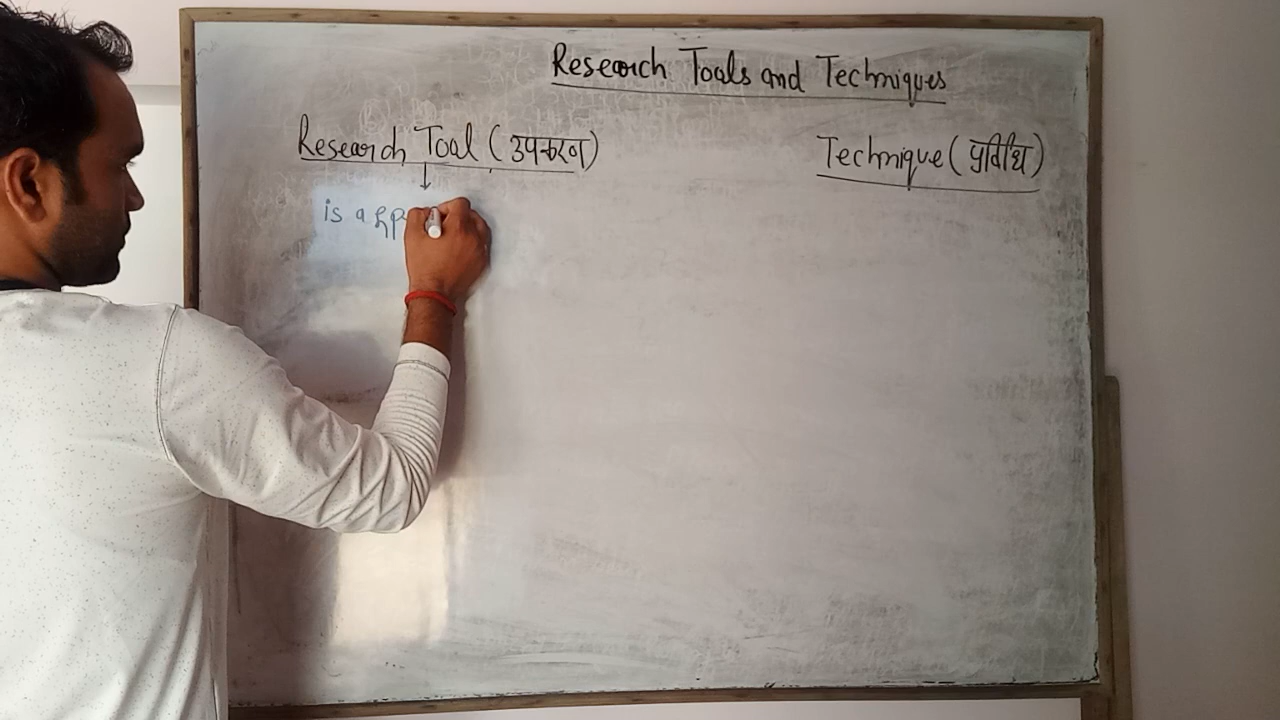 Research Tools and Techniques
Research Tool (उपकरण)
Technique (प्रविधि)
is a